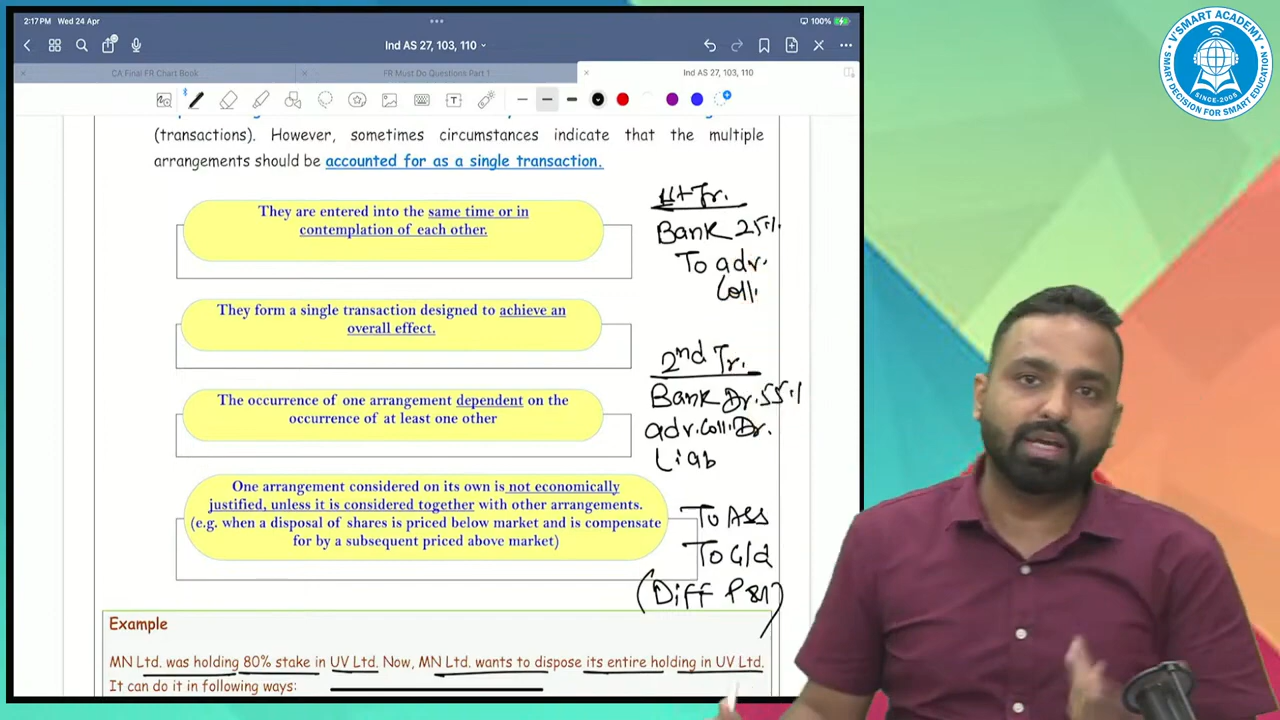 2:17 PM Wed 24 Apr
100%
Ind AS 27, 103, 110
CA Final FR Chart Book
FR Must Do Questions Part 1
Ind AS 27, 103, 110
(transactions). However, sometimes circumstances indicate that the multiple
arrangements should be accounted for as a single transaction.
They are entered into the same time or in
contemplation of each other.
They form a single transaction designed to achieve an
overall effect.
The occurrence of one arrangement dependent on the
occurrence of at least one other
One arrangement considered on its own is not economically
justified, unless it is considered together with other arrangements.
(e.g. when a disposal of shares is priced below market and is compensate
for by a subsequent priced above market)
Tr.
Bank 25%
To adv.
Coll.
2nd Tr.
Bank Dr. 55%
adv. Coll. Dr.
Liab
To Ass
To G/w
(Diff P&L)
Example
MN Ltd. was holding 80% stake in UV Ltd. Now, MN Ltd. wants to dispose its entire holding in UV Ltd.
It can do it in following ways:
V'SMART ACADEMY
SMART DECISION FOR SMART EDUCATION
SINCE-2008